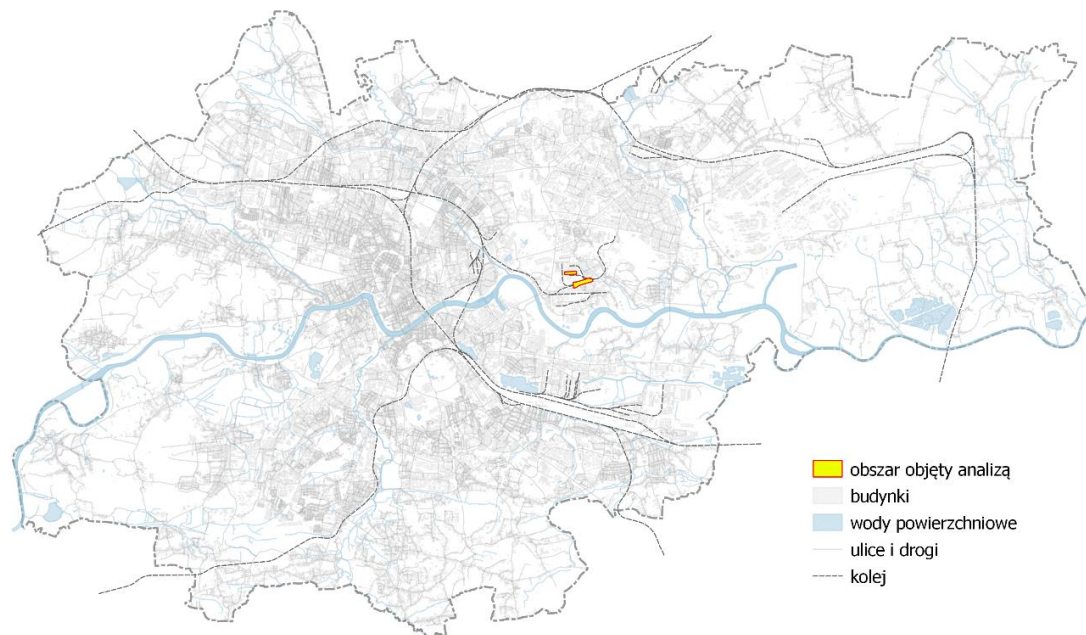 obszar objęty analizą
budynki
wody powierzchniowe
ulice i drogi
kolej